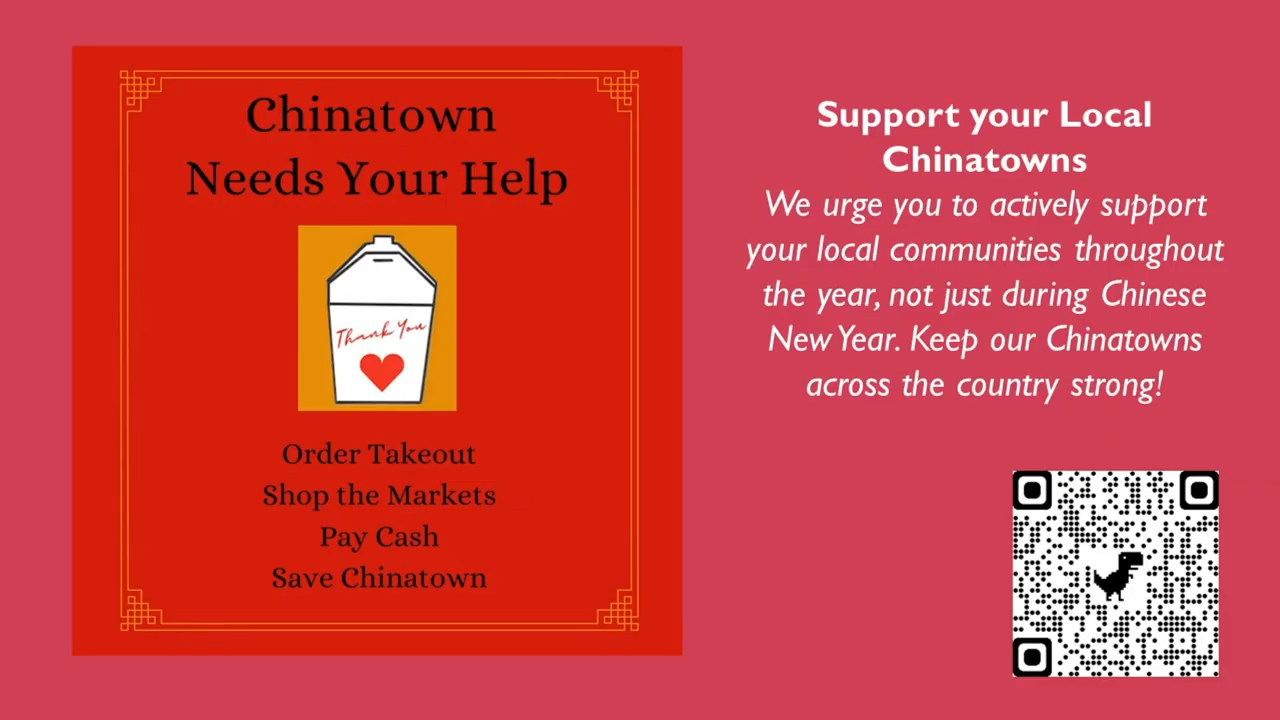 Chinatown
Needs Your Help
Thank You
Order Takeout
Shop the Markets
Pay Cash
Save Chinatown
Support your Local
Chinatowns
We urge you to actively support
your local communities throughout
the year, not just during Chinese
New Year. Keep our Chinatowns
across the country strong!